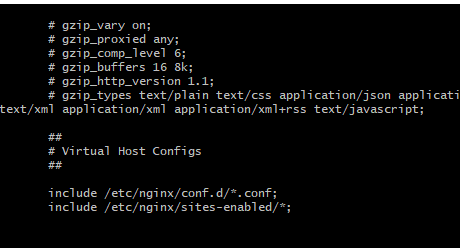 # gzip_vary on;
# gzip_proxied any;
# gzip_comp_level 6;
# gzip_buffers 16 8k;
# gzip_http_version 1.1;
# gzip_types text/plain text/css application/json applicati
text/xml application/xml application/xml+rss text/javascript;
##
# Virtual Host Configs
##
include /etc/nginx/conf.d/*.conf;
include /etc/nginx/sites-enabled/*;